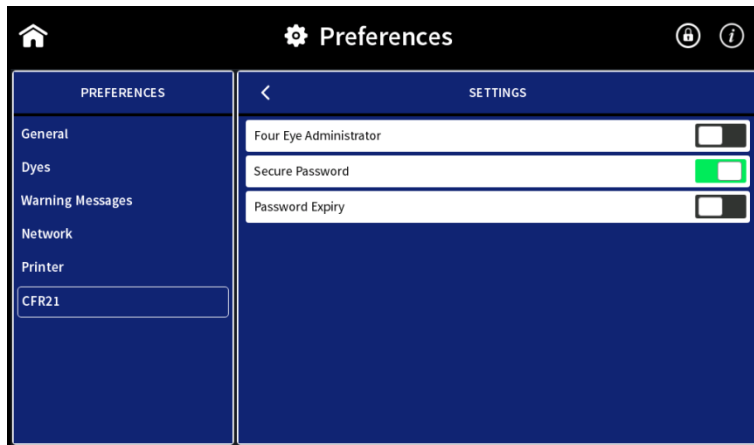 Preferences
PREFERENCES
General
Dyes
Warning Messages
Network
Printer
CFR21
SETTINGS
Four Eye Administrator
Secure Password
Password Expiry